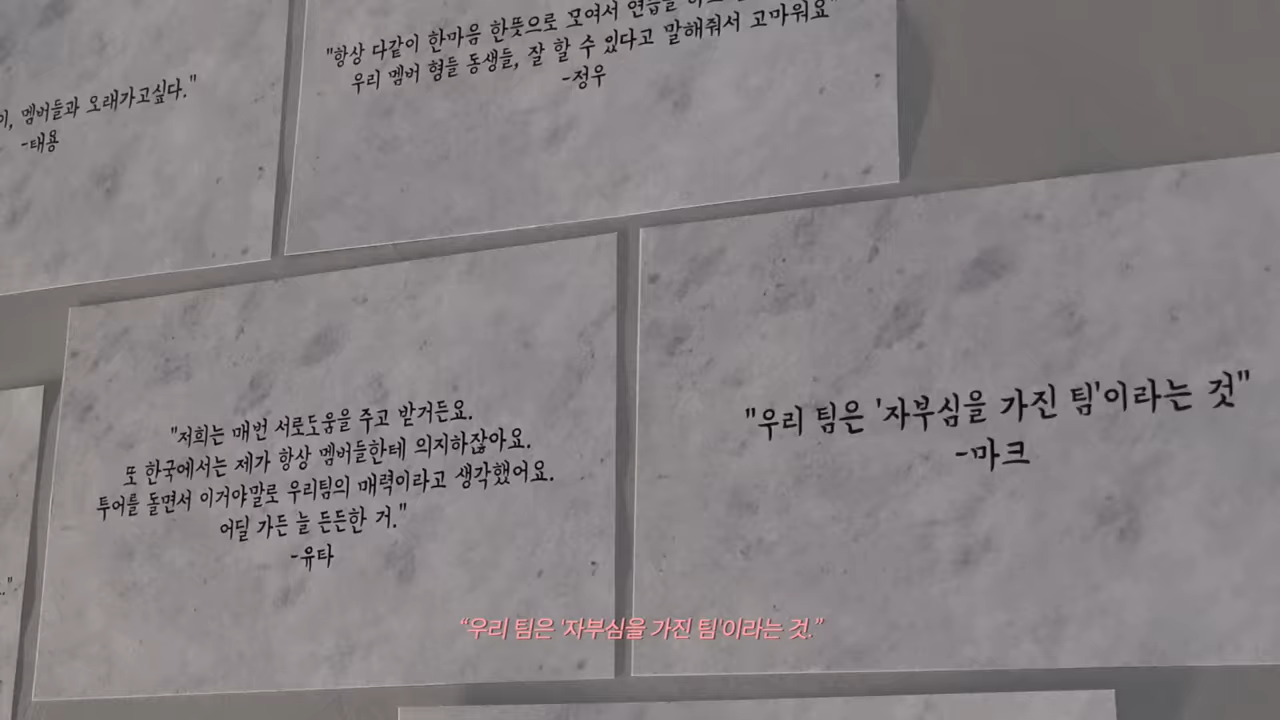 "항상 다같이 한마음 한뜻으로 모여서 연습을
우리 멤버 형들 동생들, 잘 할 수 있다고 말해줘서 고마워요"
-정우
멤버들과 오래가고싶다."
-태용
"저희는 매번 서로도움을 주고 받거든요.
또 한국에서는 제가 항상 멤버들한테 의지하잖아요.
투어를 돌면서 이거야말로 우리팀의 매력이라고 생각했어요.
어딜 가든 늘 든든한 거."
-유타
"우리 팀은 '자부심을 가진 팀'이라는 것"
-마크
“우리 팀은 '자부심을 가진 팀'이라는 것.”